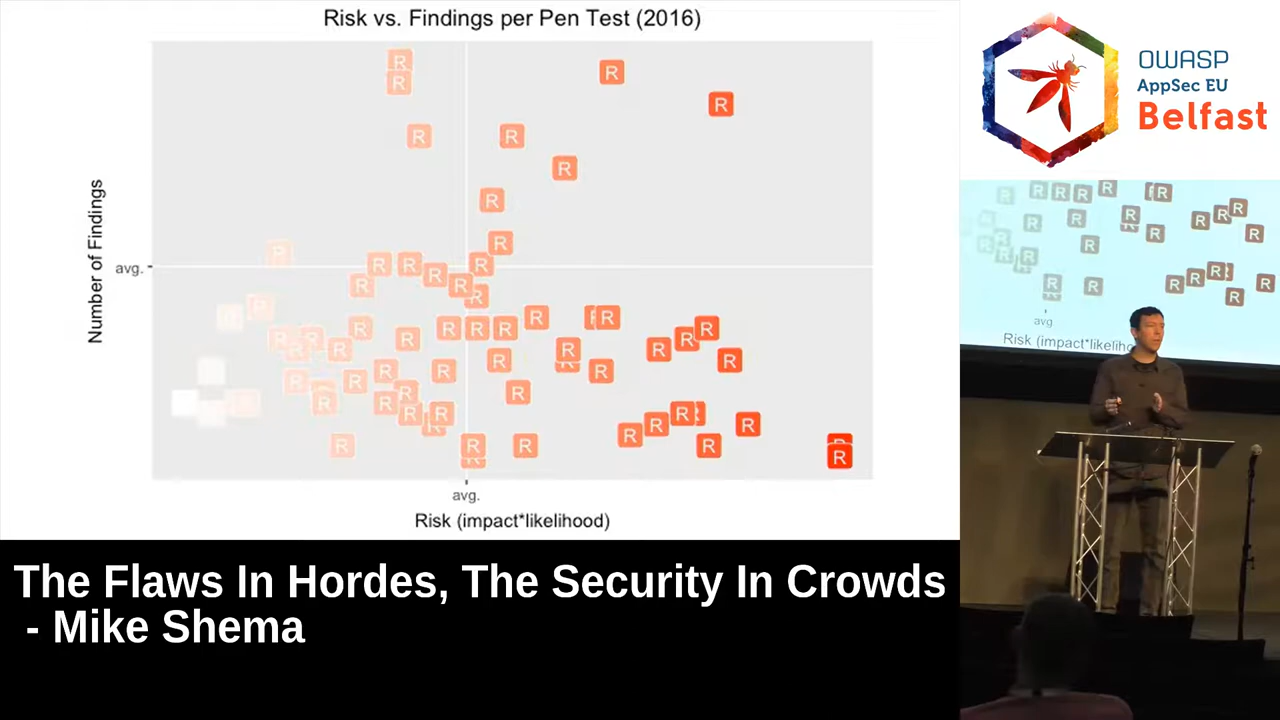 Risk vs. Findings per Pen Test (2016)
Number of Findings
avg.
avg.
Risk (impact*likelihood)
OWASP
AppSec EU
Belfast
avg
Risk (impact*likeliho
The Flaws In Hordes, The Security In Crowds
- Mike Shema